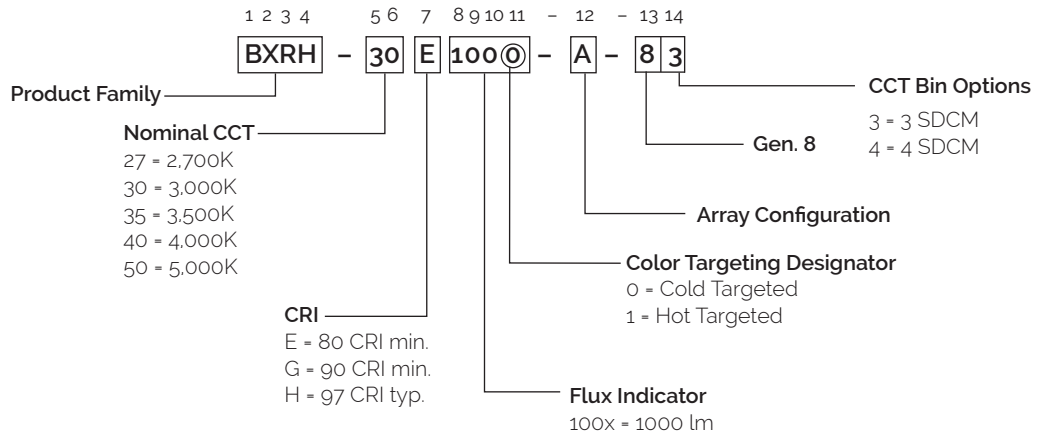 1 2 3 4 5 6 7 8 9 10 11 - 12 - 13 14
BXRH - 30 E 1000 - A - 8 3
Product Family
CCT Bin Options
3 = 3 SDCM
4 = 4 SDCM
Nominal CCT
27 = 2,700K
30 = 3,000K
35 = 3,500K
40 = 4,000K
50 = 5,000K
Gen. 8
Array Configuration
Color Targeting Designator
0 = Cold Targeted
1 = Hot Targeted
CRI
E = 80 CRI min.
G = 90 CRI min.
H = 97 CRI typ.
Flux Indicator
100x = 1000 lm